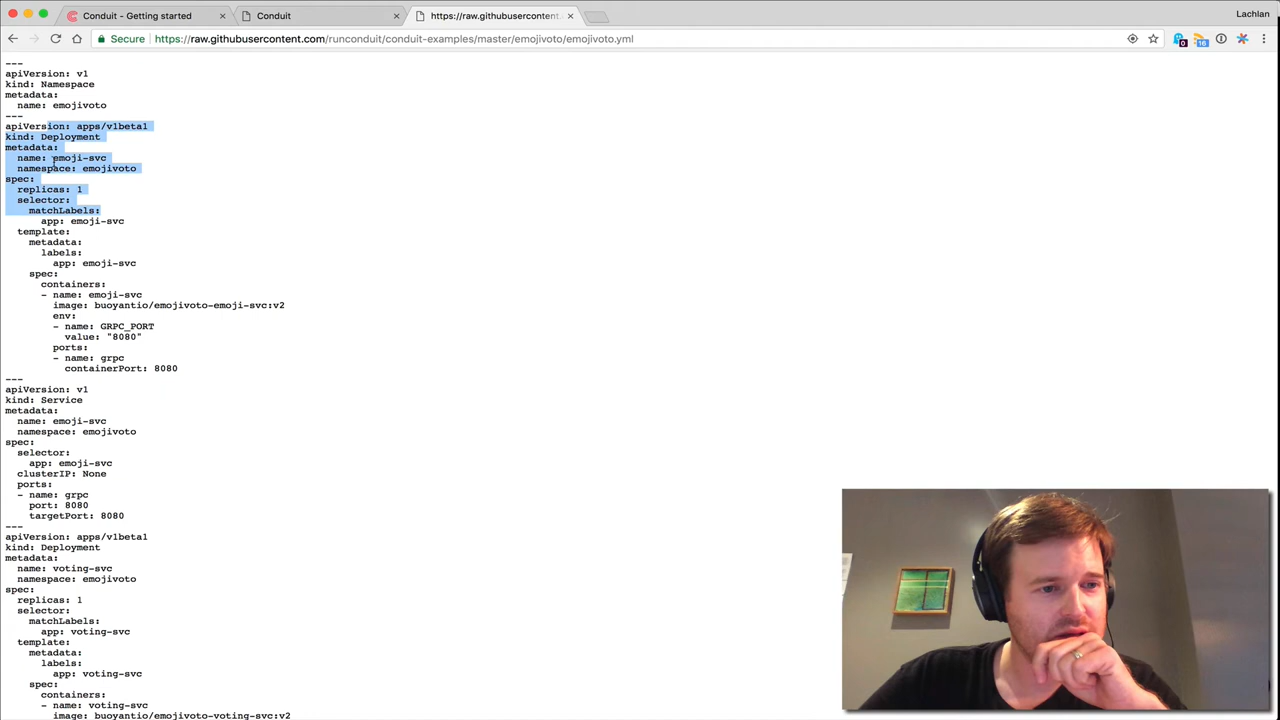 Conduit - Getting started
Conduit
https://raw.githubusercontent.
Lachlan
Secure
https://raw.githubusercontent.com/runconduit/conduit-examples/master/emojivoto/emojivoto.yml
0
16
---
apiVersion: v1
kind: Namespace
metadata:
  name: emojivoto
---
apiVersion: apps/v1beta1
kind: Deployment
metadata:
  name: emoji-svc
  namespace: emojivoto
spec:
  replicas: 1
  selector:
    matchLabels:
      app: emoji-svc
  template:
    metadata:
      labels:
        app: emoji-svc
    spec:
      containers:
      - name: emoji-svc
        image: buoyantio/emojivoto-emoji-svc:v2
        env:
        - name: GRPC_PORT
          value: "8080"
        ports:
        - name: grpc
          containerPort: 8080
---
apiVersion: v1
kind: Service
metadata:
  name: emoji-svc
  namespace: emojivoto
spec:
  selector:
    app: emoji-svc
  clusterIP: None
  ports:
  - name: grpc
    port: 8080
    targetPort: 8080
---
apiVersion: apps/v1beta1
kind: Deployment
metadata:
  name: voting-svc
  namespace: emojivoto
spec:
  replicas: 1
  selector:
    matchLabels:
      app: voting-svc
  template:
    metadata:
      labels:
        app: voting-svc
    spec:
      containers:
      - name: voting-svc
        image: buoyantio/emojivoto-voting-svc:v2